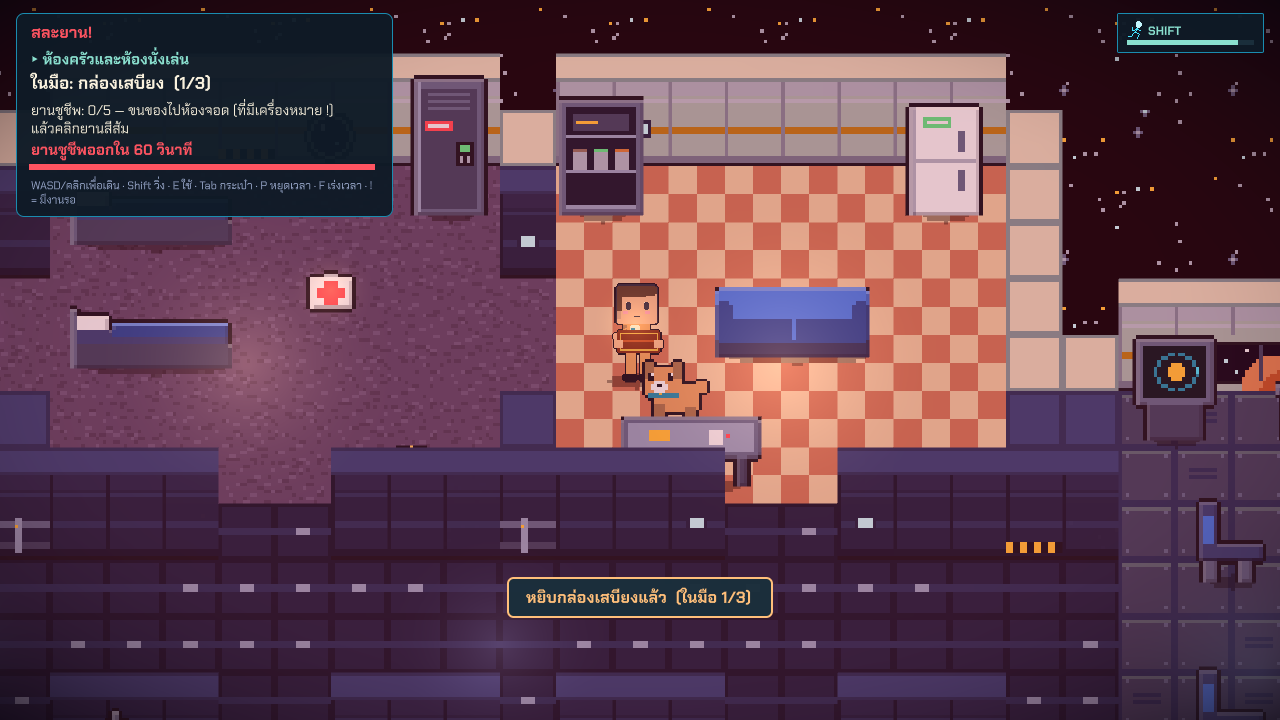 สละยาน!
▸ ห้องครัวและห้องนั่งเล่น
ในมือ: กล่องเสบียง (1/3)
ยานชูชีพ: 0/5 — ขนของไปห้องจอด (ที่มีเครื่องหมาย !)
แล้วคลิกยานสีส้ม
ยานชูชีพออกใน 60 วินาที
WASD/คลิกเพื่อเดิน · Shift วิ่ง · E ใช้ · Tab กระเป๋า · P หยุดเวลา · F เร่งเวลา · !
= มีงานรอ
SHIFT
หยิบกล่องเสบียงแล้ว (ในมือ 1/3)